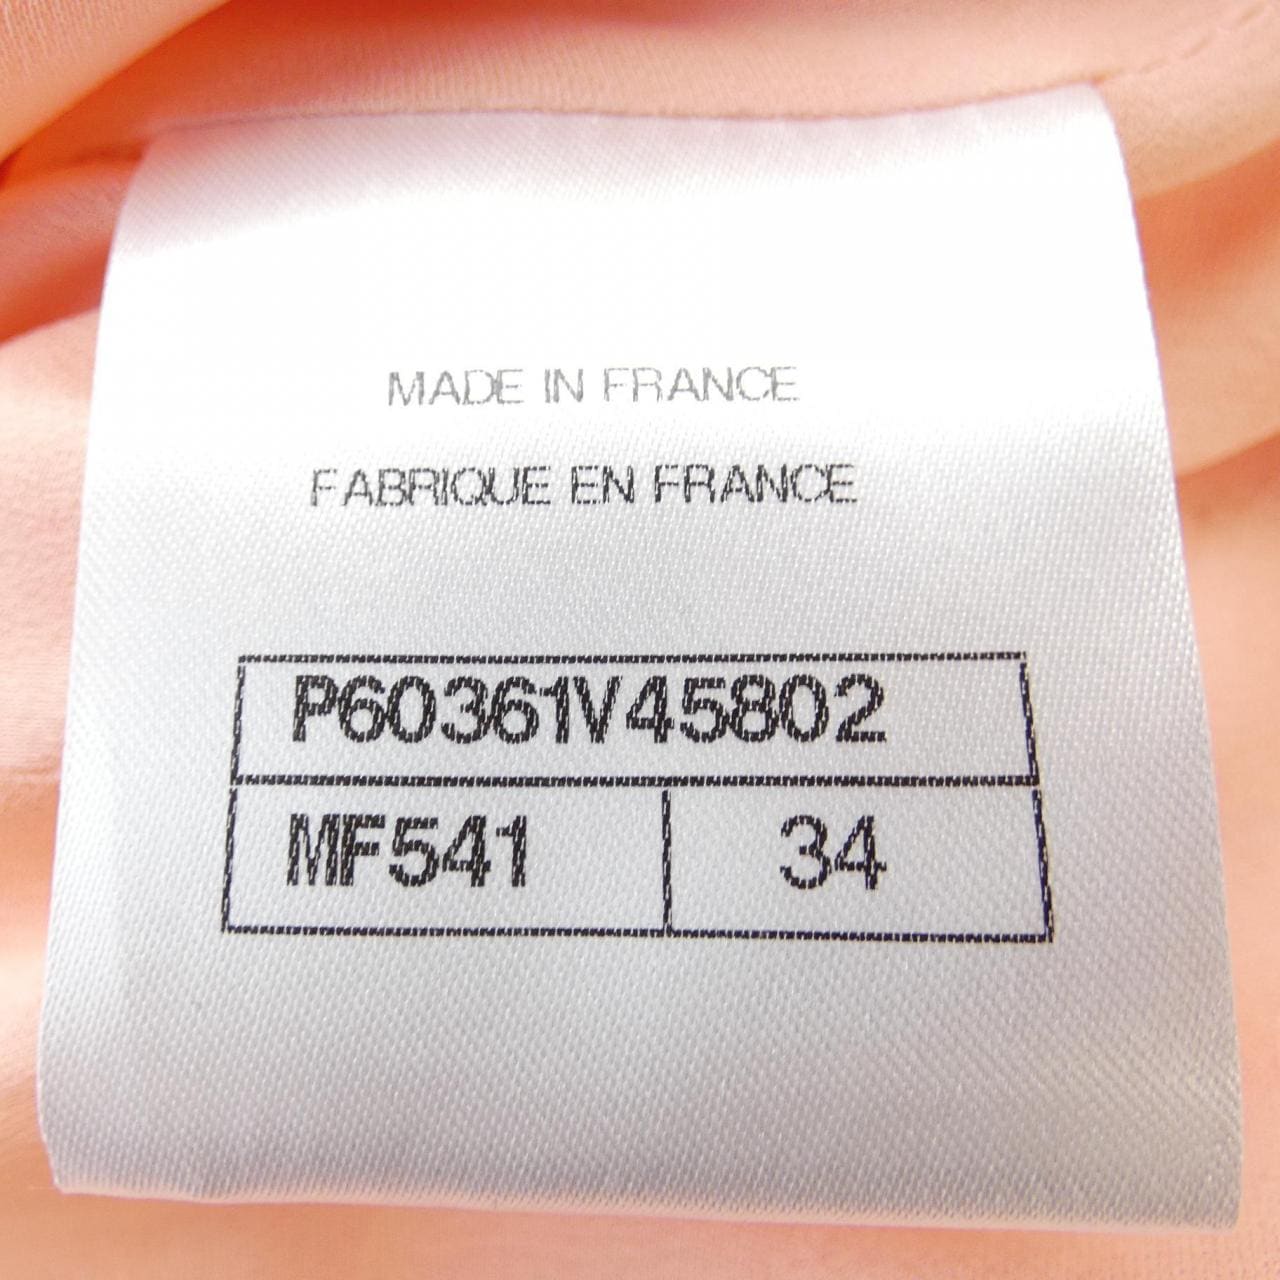 MADE IN FRANCE
FABRIQUE EN FRANCE
P60361V45802
MF541 34